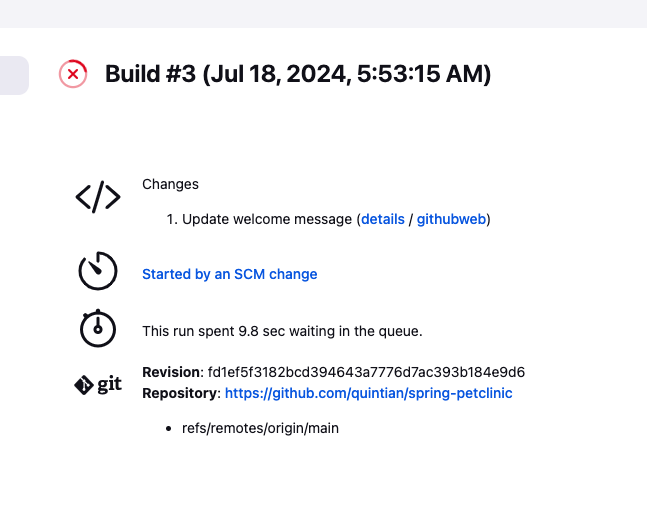 Build #3 (Jul 18, 2024, 5:53:15 AM)
Changes
1. Update welcome message (details / githubweb)
Started by an SCM change
This run spent 9.8 sec waiting in the queue.
git
Revision: fd1ef5f3182bcd394643a7776d7ac393b184e9d6
Repository: https://github.com/quintian/spring-petclinic
• refs/remotes/origin/main